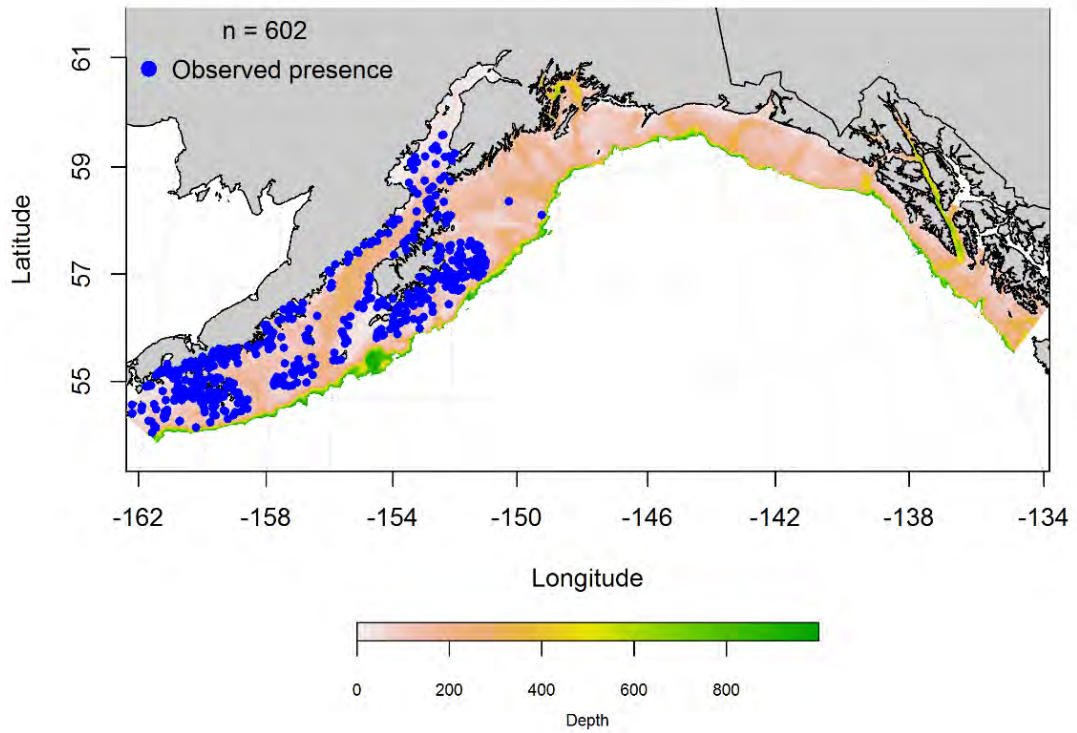 n = 602
Observed presence
61
59
57
55
Latitude
-162 -158 -154 -150 -146 -142 -138 -134
Longitude
0 200 400 600 800
Depth